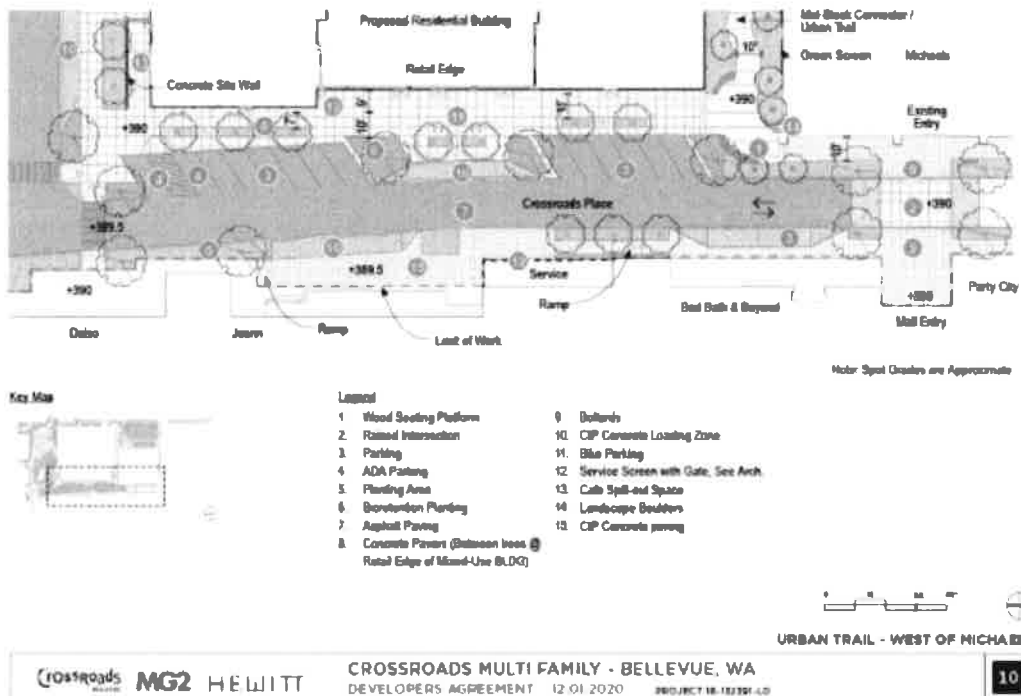 Proposed Residential Building
Retail Edge
Concrete Site Wall
Mid-Block Connector /
Urban Trail
Green Screen
Michaels
Existing
Entry
+390
+390
10'
10'
Crossroads Place
+390
+389.5
+389.5
+390
Service
Ramp
Ramp
Limit of Work
Daiso
Joann
Bed Bath & Beyond
Party City
Mall Entry
Note: Spot Grades are Approximate
Key Map
Legend
1 Wood Seating Platform
2. Raised Intersection
3. Parking
4 ADA Parking
5. Planting Area
6. Bioretention Planting
7 Asphalt Paving
8. Concrete Pavers (Between trees @
Retail Edge of Mixed-Use BLDG)
9 Bollards
10. CIP Concrete Loading Zone
11. Bike Parking
12 Service Screen with Gate, See Arch.
13. Cafe Spill-out Space
14 Landscape Boulders
15. CIP Concrete paving
URBAN TRAIL - WEST OF MICHAE
CROSSROADS MG2 HEWITT
CROSSROADS MULTI FAMILY - BELLEVUE, WA
DEVELOPERS AGREEMENT 12.01.2020
10